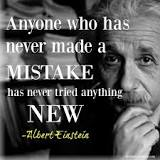 Anyone who has
never made a
MISTAKE
has never tried anything
NEW
-Albert Einstein